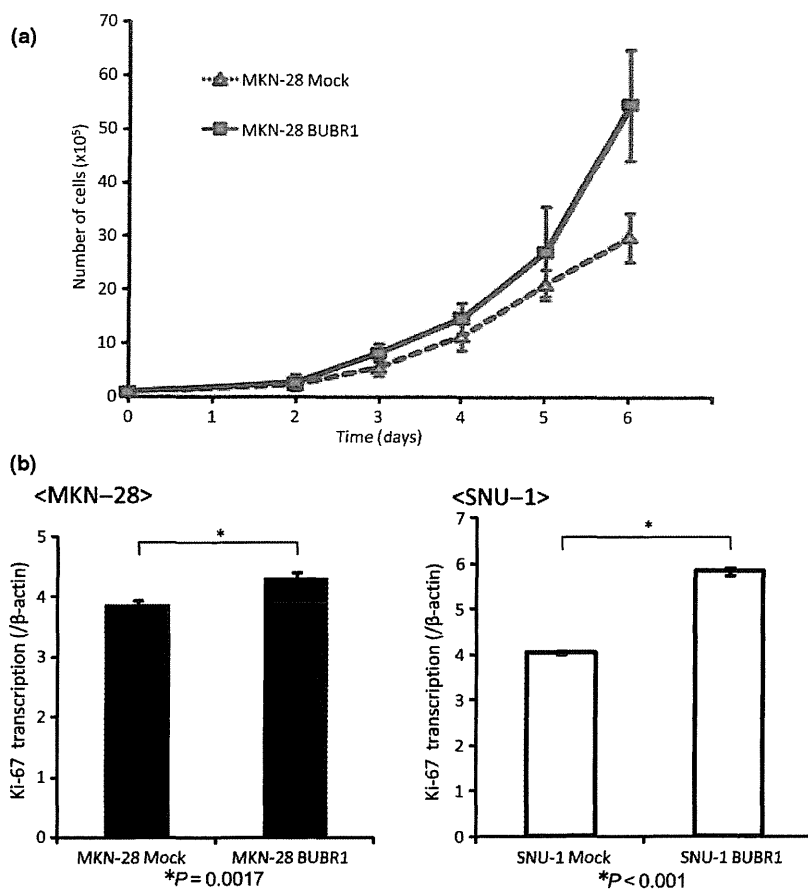 (a)
70
60
50
40
30
20
10
0
Number of cells (x10⁵)
MKN-28 Mock
MKN-28 BUBR1
0 1 2 3 4 5 6
Time (days)
(b)
<MKN–28>
5
4
3
2
1
0
Ki-67 transcription (/β-actin)
*
MKN-28 Mock MKN-28 BUBR1
*P = 0.0017
<SNU–1>
7
6
5
4
3
2
1
0
Ki-67 transcription (/β-actin)
*
SNU-1 Mock SNU-1 BUBR1
*P < 0.001